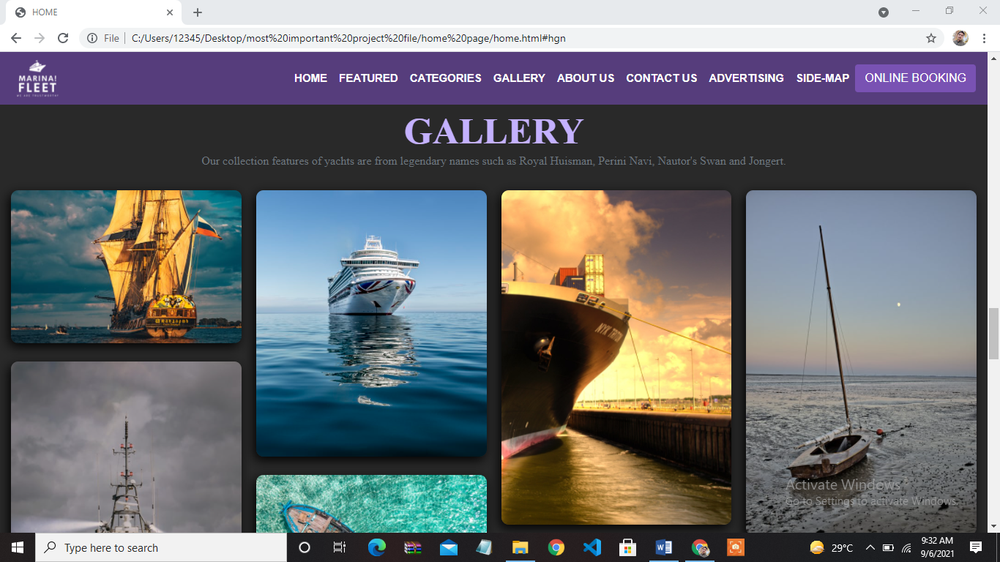 HOME
File
C:/Users/12345/Desktop/most%20important%20project%20file/home%20page/home.html#hgn
MARINA!
FLEET
WE ARE TRUSTWORTHY
HOME FEATURED CATEGORIES GALLERY ABOUT US CONTACT US ADVERTISING SIDE-MAP ONLINE BOOKING
GALLERY
Our collection features of yachts are from legendary names such as Royal Huisman, Perini Navi, Nautor's Swan and Jongert.
Штандартъ
NYK TRITON
Activate Windows
Go to Settings to activate Windows.
Type here to search
29°C
9:32 AM
9/6/2021